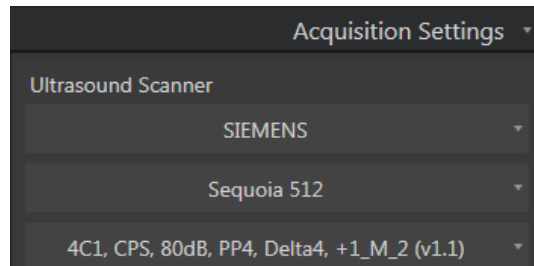 Acquisition Settings
Ultrasound Scanner
SIEMENS
Sequoia 512
4C1, CPS, 80dB, PP4, Delta4, +1_M_2 (v1.1)